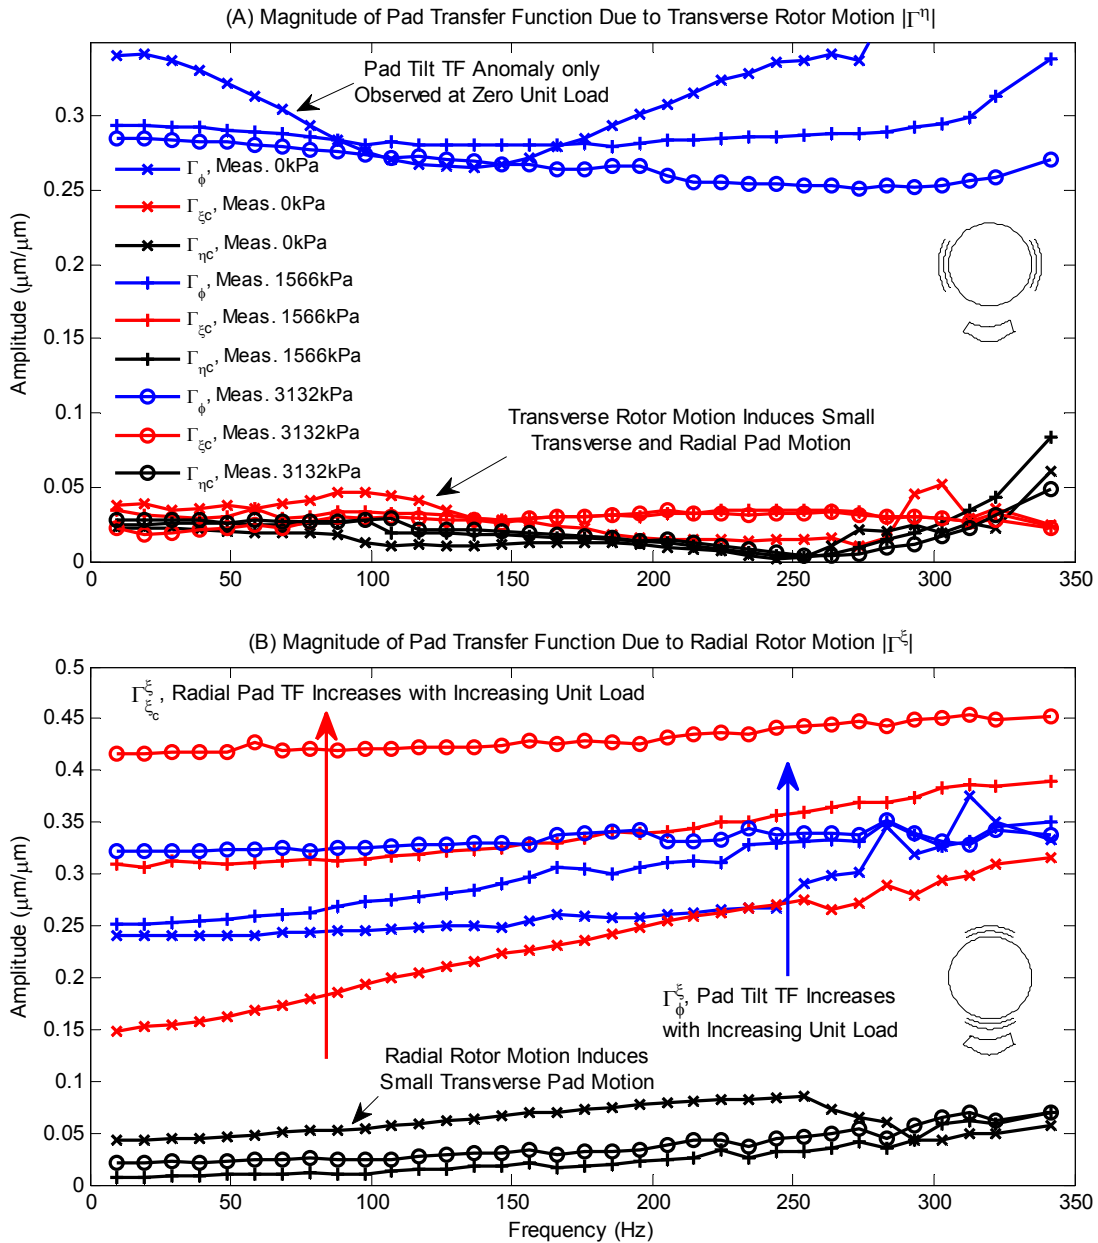 (A) Magnitude of Pad Transfer Function Due to Transverse Rotor Motion |Γη|
Pad Tilt TF Anomaly only
Observed at Zero Unit Load
Γϕ, Meas. 0kPa
Γξc, Meas. 0kPa
Γηc, Meas. 0kPa
Γϕ, Meas. 1566kPa
Γξc, Meas. 1566kPa
Γηc, Meas. 1566kPa
Γϕ, Meas. 3132kPa
Γξc, Meas. 3132kPa
Γηc, Meas. 3132kPa
Transverse Rotor Motion Induces Small
Transverse and Radial Pad Motion
Amplitude (μm/μm)
0.3
0.25
0.2
0.15
0.1
0.05
0
0 50 100 150 200 250 300 350
(B) Magnitude of Pad Transfer Function Due to Radial Rotor Motion |Γξ|
Γξξc, Radial Pad TF Increases with Increasing Unit Load
Γξϕ, Pad Tilt TF Increases
with Increasing Unit Load
Radial Rotor Motion Induces
Small Transverse Pad Motion
Amplitude (μm/μm)
0.5
0.45
0.4
0.35
0.3
0.25
0.2
0.15
0.1
0.05
0
0 50 100 150 200 250 300 350
Frequency (Hz)